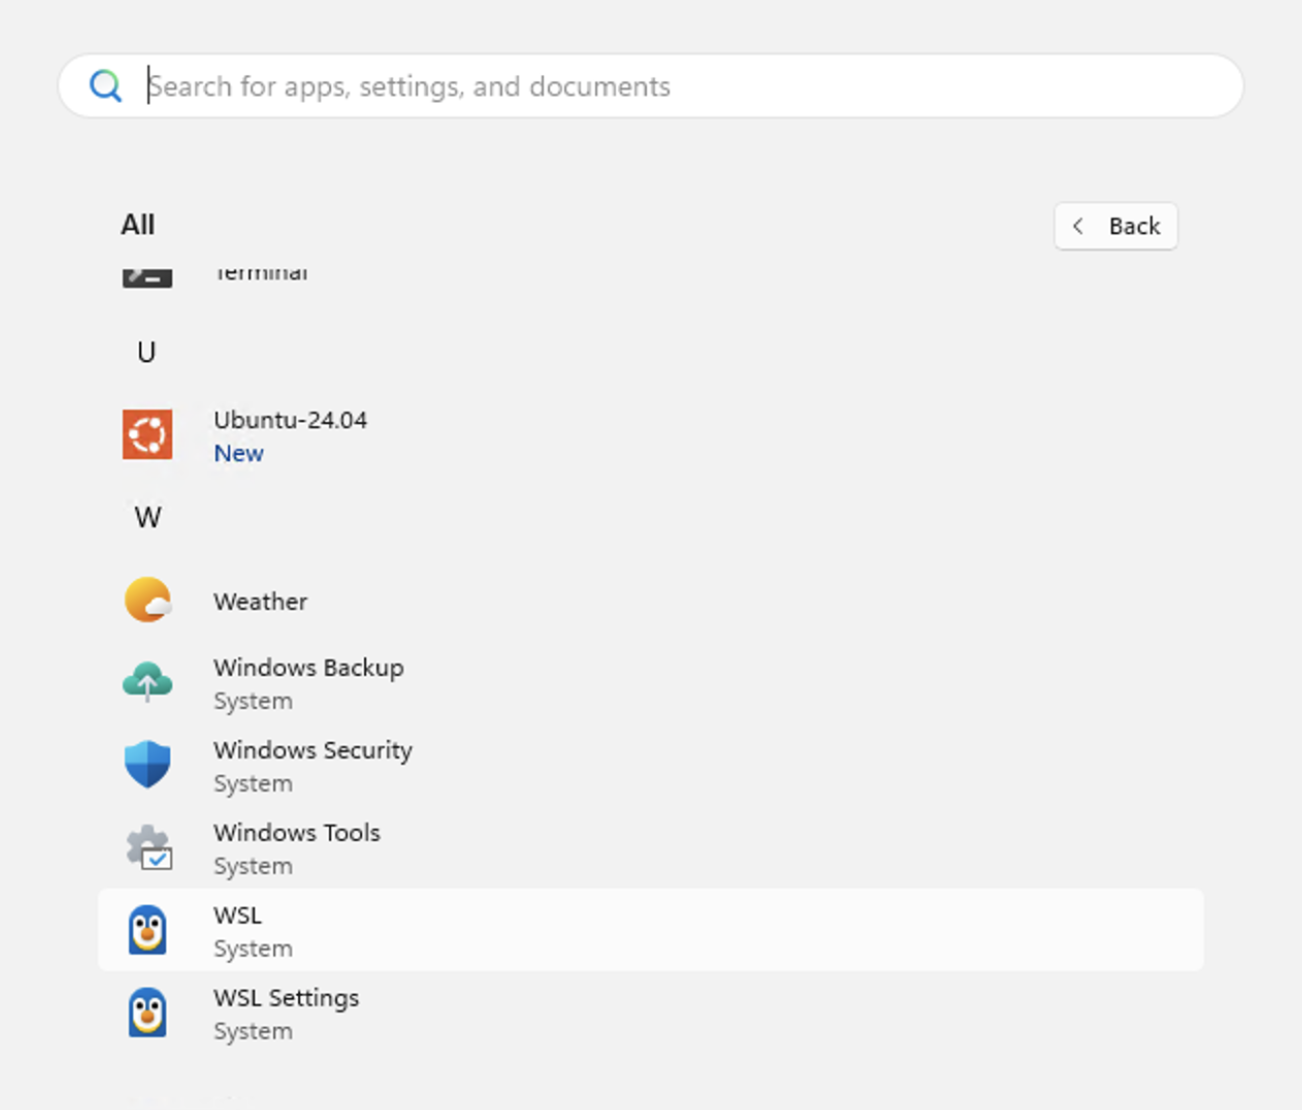 Search for apps, settings, and documents
All
Back
Terminal
U
Ubuntu-24.04
New
W
Weather
Windows Backup
System
Windows Security
System
Windows Tools
System
WSL
System
WSL Settings
System